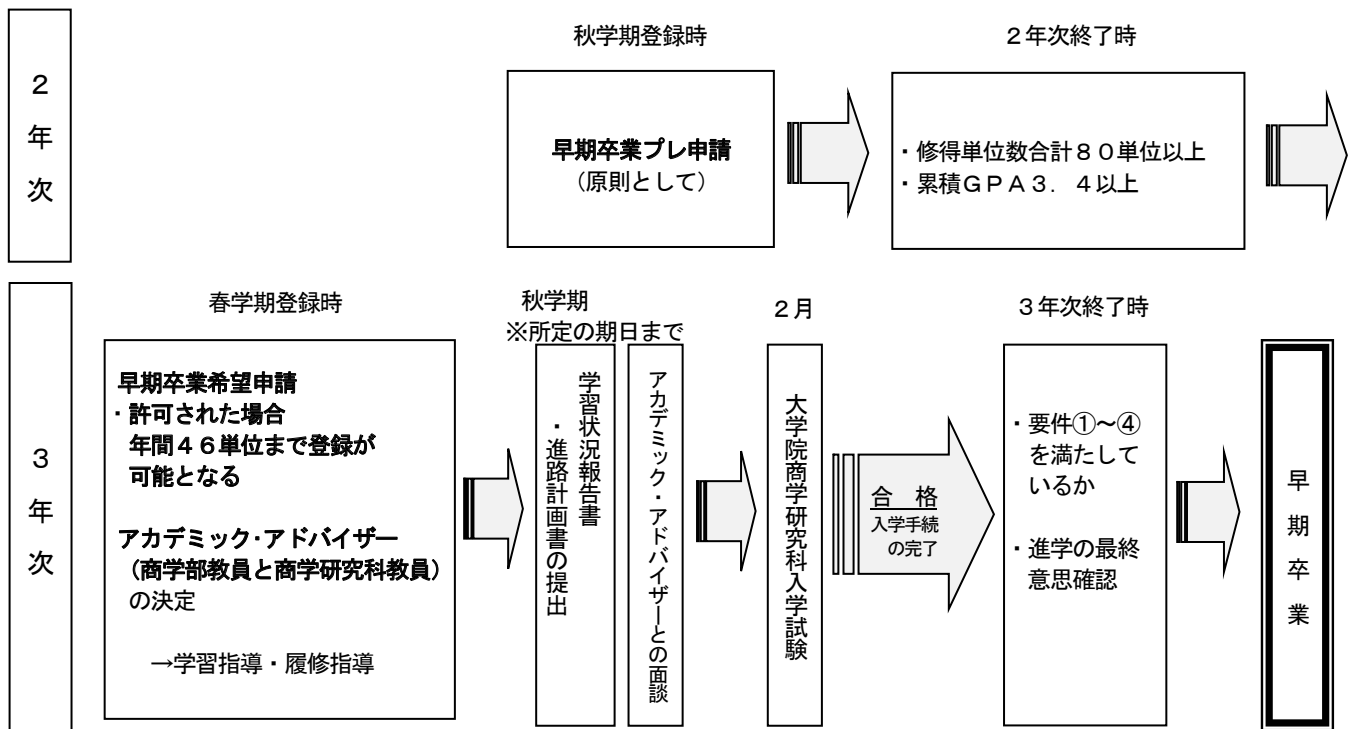 2年次
秋学期登録時
早期卒業プレ申請
（原則として）
2年次終了時
・修得単位数合計８０単位以上
・累積ＧＰＡ３．４以上
3年次
春学期登録時
早期卒業希望申請
・許可された場合
年間４６単位まで登録が
可能となる
アカデミック・アドバイザー
（商学部教員と商学研究科教員）
の決定
→学習指導・履修指導
秋学期
※所定の期日まで
学習状況報告書
・進路計画書の提出
アカデミック・アドバイザーとの面談
２月
大学院商学研究科入学試験
合　格
入学手続
の完了
３年次終了時
・要件①～④
を満たして
いるか
・進学の最終
意思確認
早期卒業